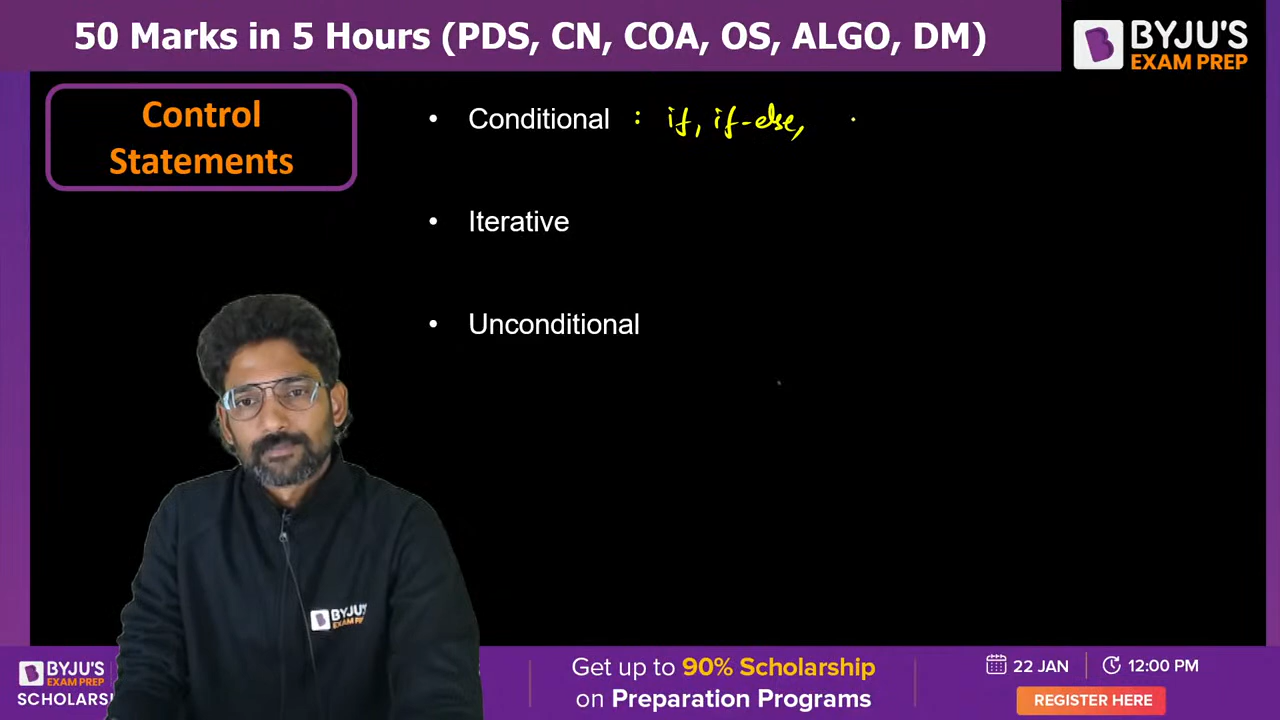 50 Marks in 5 Hours (PDS, CN, COA, OS, ALGO, DM)
BYJU'S
EXAM PREP
Control
Statements
• Conditional : if, if-else,
• Iterative
• Unconditional
BYJU'S
EXAM PREP
BYJU'S
EXAM PREP
SCHOLARS
Get up to 90% Scholarship
on Preparation Programs
22 JAN
12:00 PM
REGISTER HERE